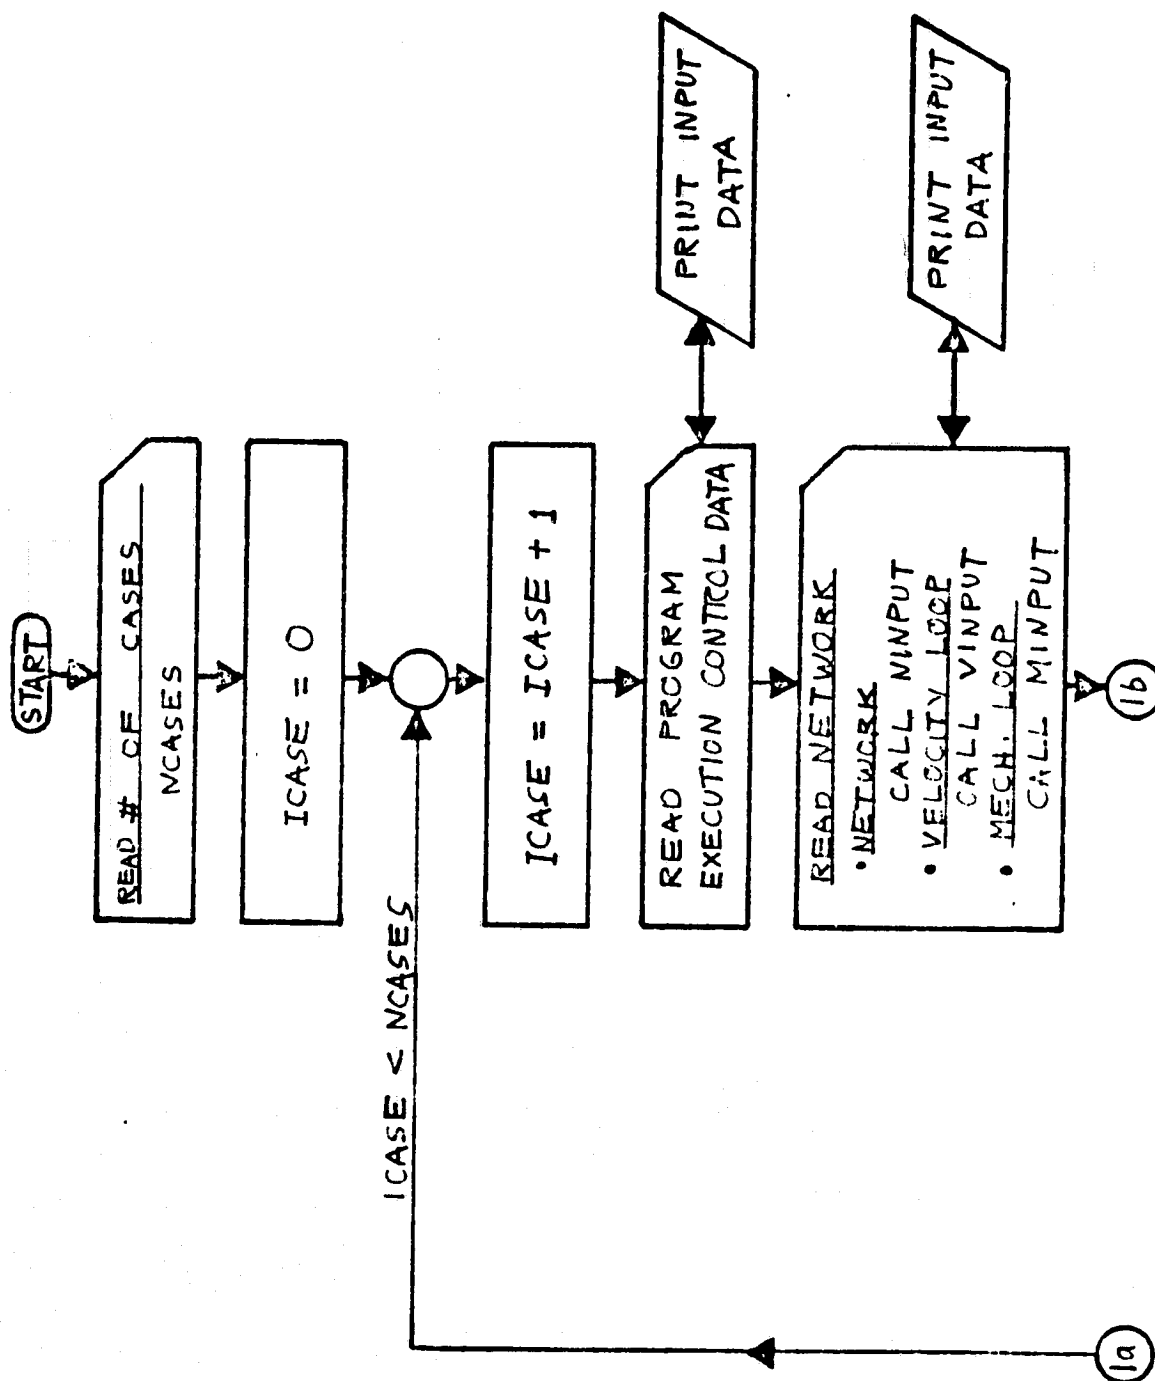 START
READ # OF CASES
NCASES
ICASE = 0
ICASE < NCASES
ICASE = ICASE + 1
READ PROGRAM
EXECUTION CONTROL DATA
PRINT INPUT
DATA
READ NETWORK
• NETWORK
CALL NINPUT
• VELOCITY LOOP
CALL VINPUT
• MECH. LOOP
CALL MINPUT
PRINT INPUT
DATA
1a
1b